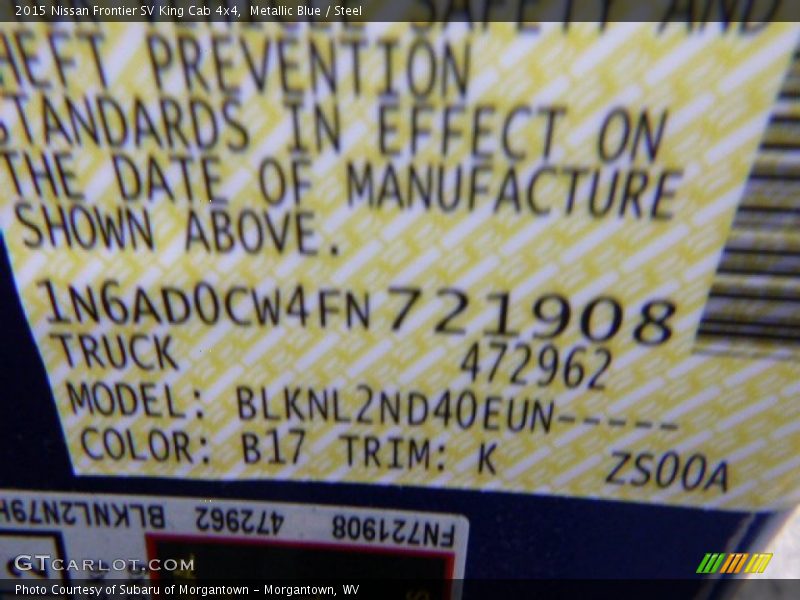 2015 Nissan Frontier SV King Cab 4x4, Metallic Blue / Steel
SAFETY AND
HEFT PREVENTION
STANDARDS IN EFFECT ON
THE DATE OF MANUFACTURE
SHOWN ABOVE.
1N6AD0CW4FN721908
TRUCK 472962
MODEL: BLKNL2ND40EUN-----
COLOR: B17 TRIM: K ZS00A
FN721908 472962 BLKNL2N79H
GTCARLOT.COM
Photo Courtesy of Subaru of Morgantown - Morgantown, WV